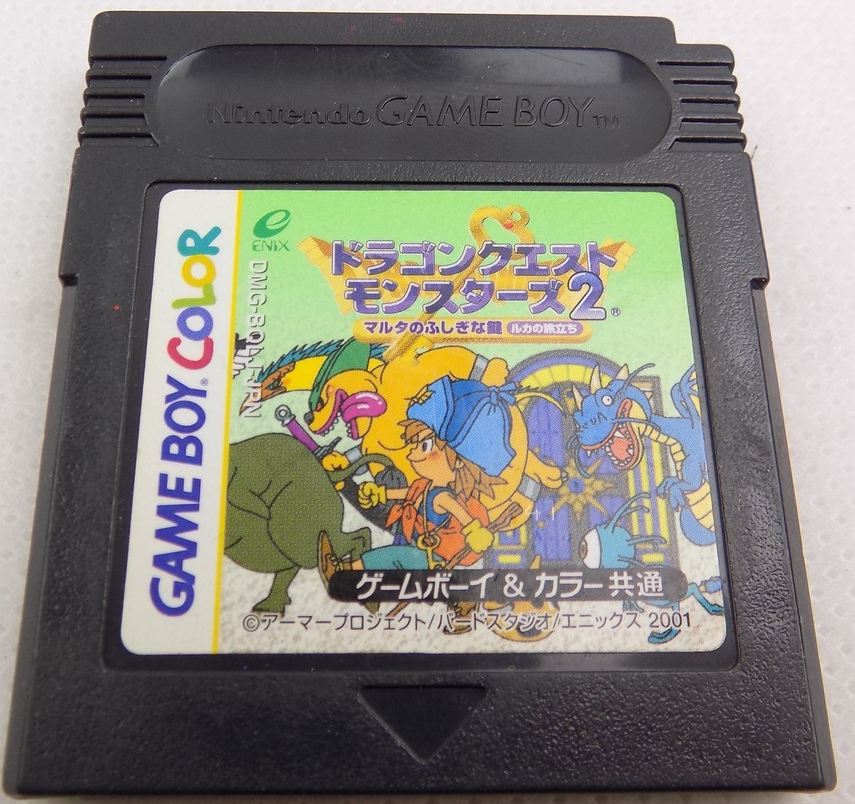 Nintendo GAME BOY TM
GAME BOY COLOR
ENIX
ドラゴンクエスト
モンスターズ2
マルタのふしぎな鍵 ルカの旅立ち
ゲームボーイ & カラー共通
©アーマープロジェクト/バードスタジオ/エニックス 2001